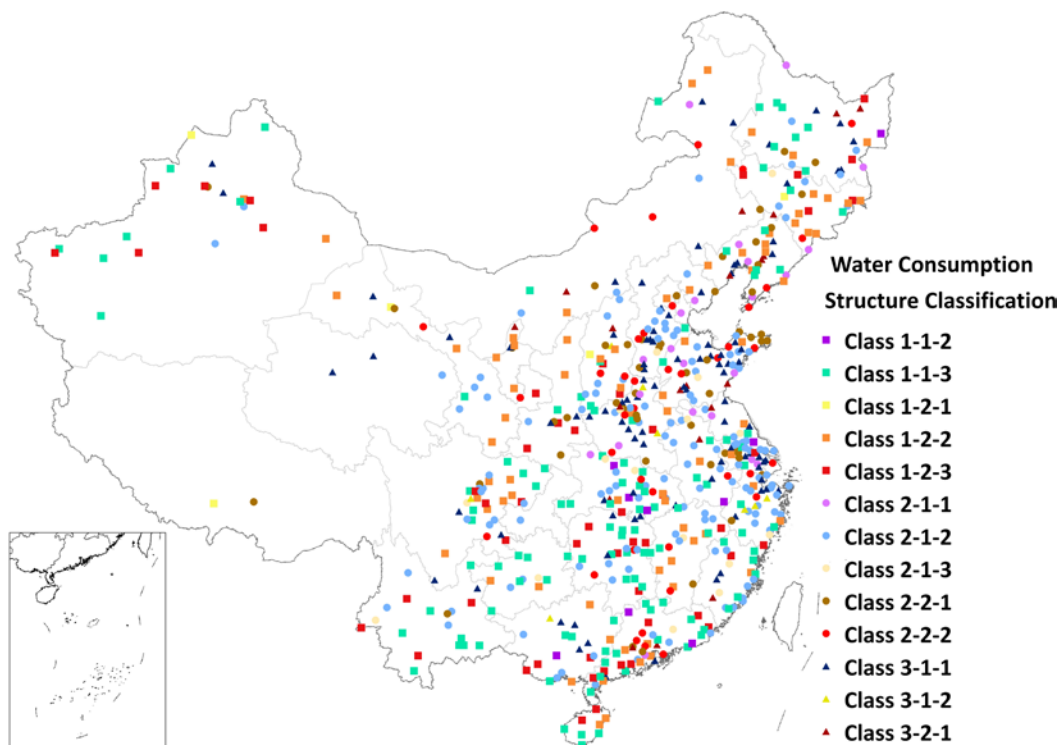 Water Consumption
Structure Classification
Class 1-1-2
Class 1-1-3
Class 1-2-1
Class 1-2-2
Class 1-2-3
Class 2-1-1
Class 2-1-2
Class 2-1-3
Class 2-2-1
Class 2-2-2
Class 3-1-1
Class 3-1-2
Class 3-2-1